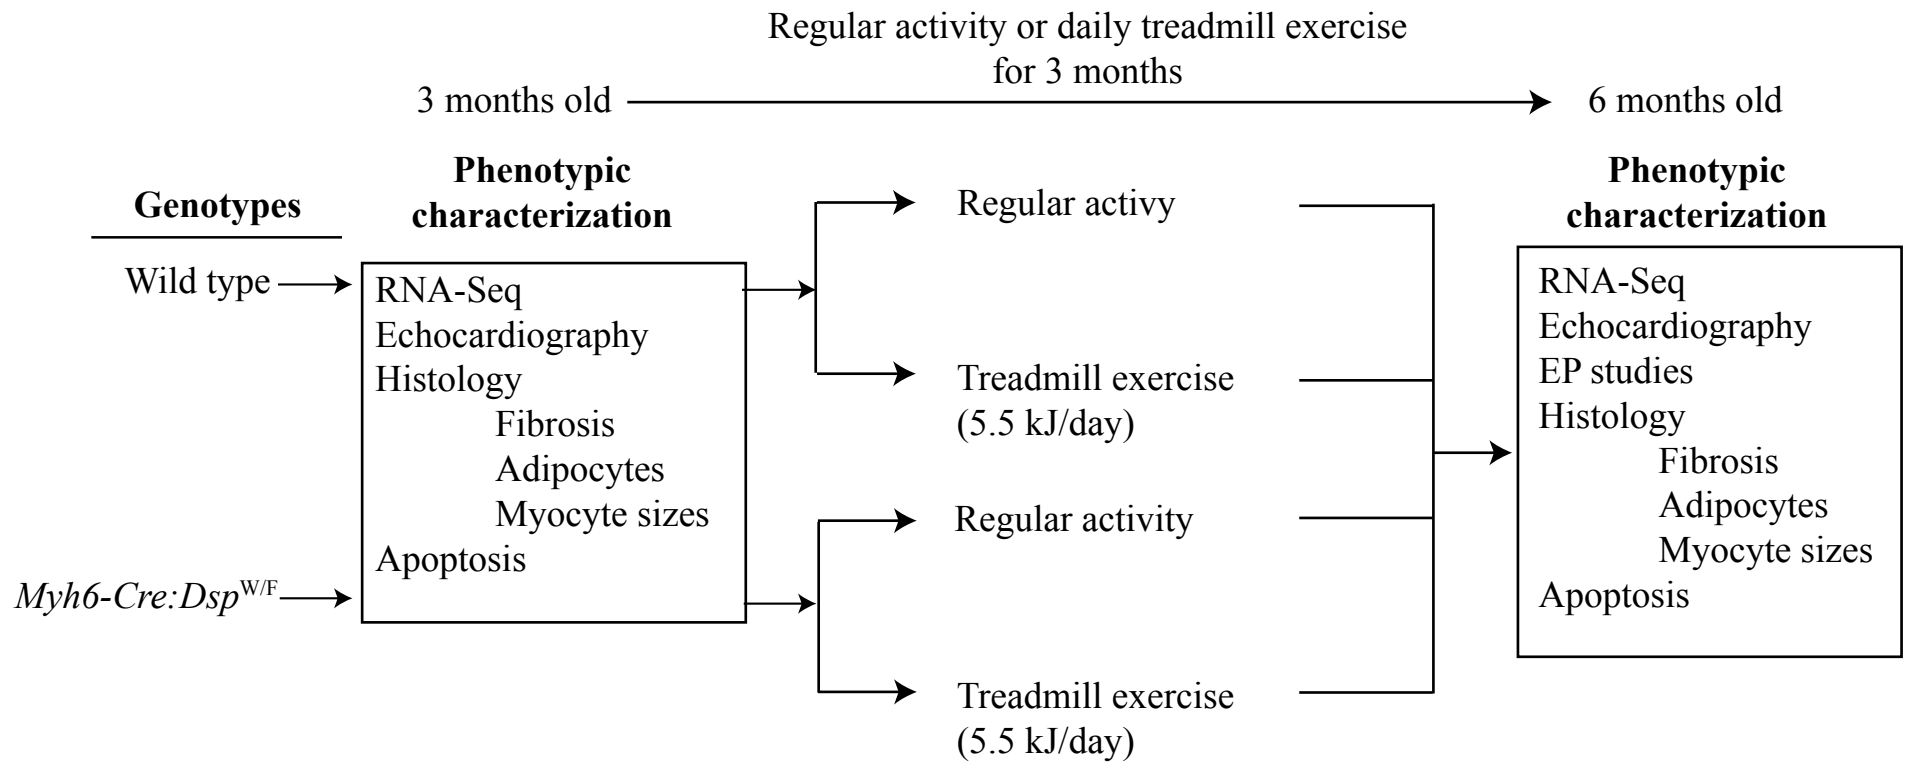 Regular activity or daily treadmill exercise
for 3 months
3 months old
6 months old
Genotypes
Wild type
Myh6-Cre:Dsp^W/F
Phenotypic
characterization
RNA-Seq
Echocardiography
Histology
Fibrosis
Adipocytes
Myocyte sizes
Apoptosis
Regular activy
Treadmill exercise
(5.5 kJ/day)
Regular activity
Treadmill exercise
(5.5 kJ/day)
Phenotypic
characterization
RNA-Seq
Echocardiography
EP studies
Histology
Fibrosis
Adipocytes
Myocyte sizes
Apoptosis